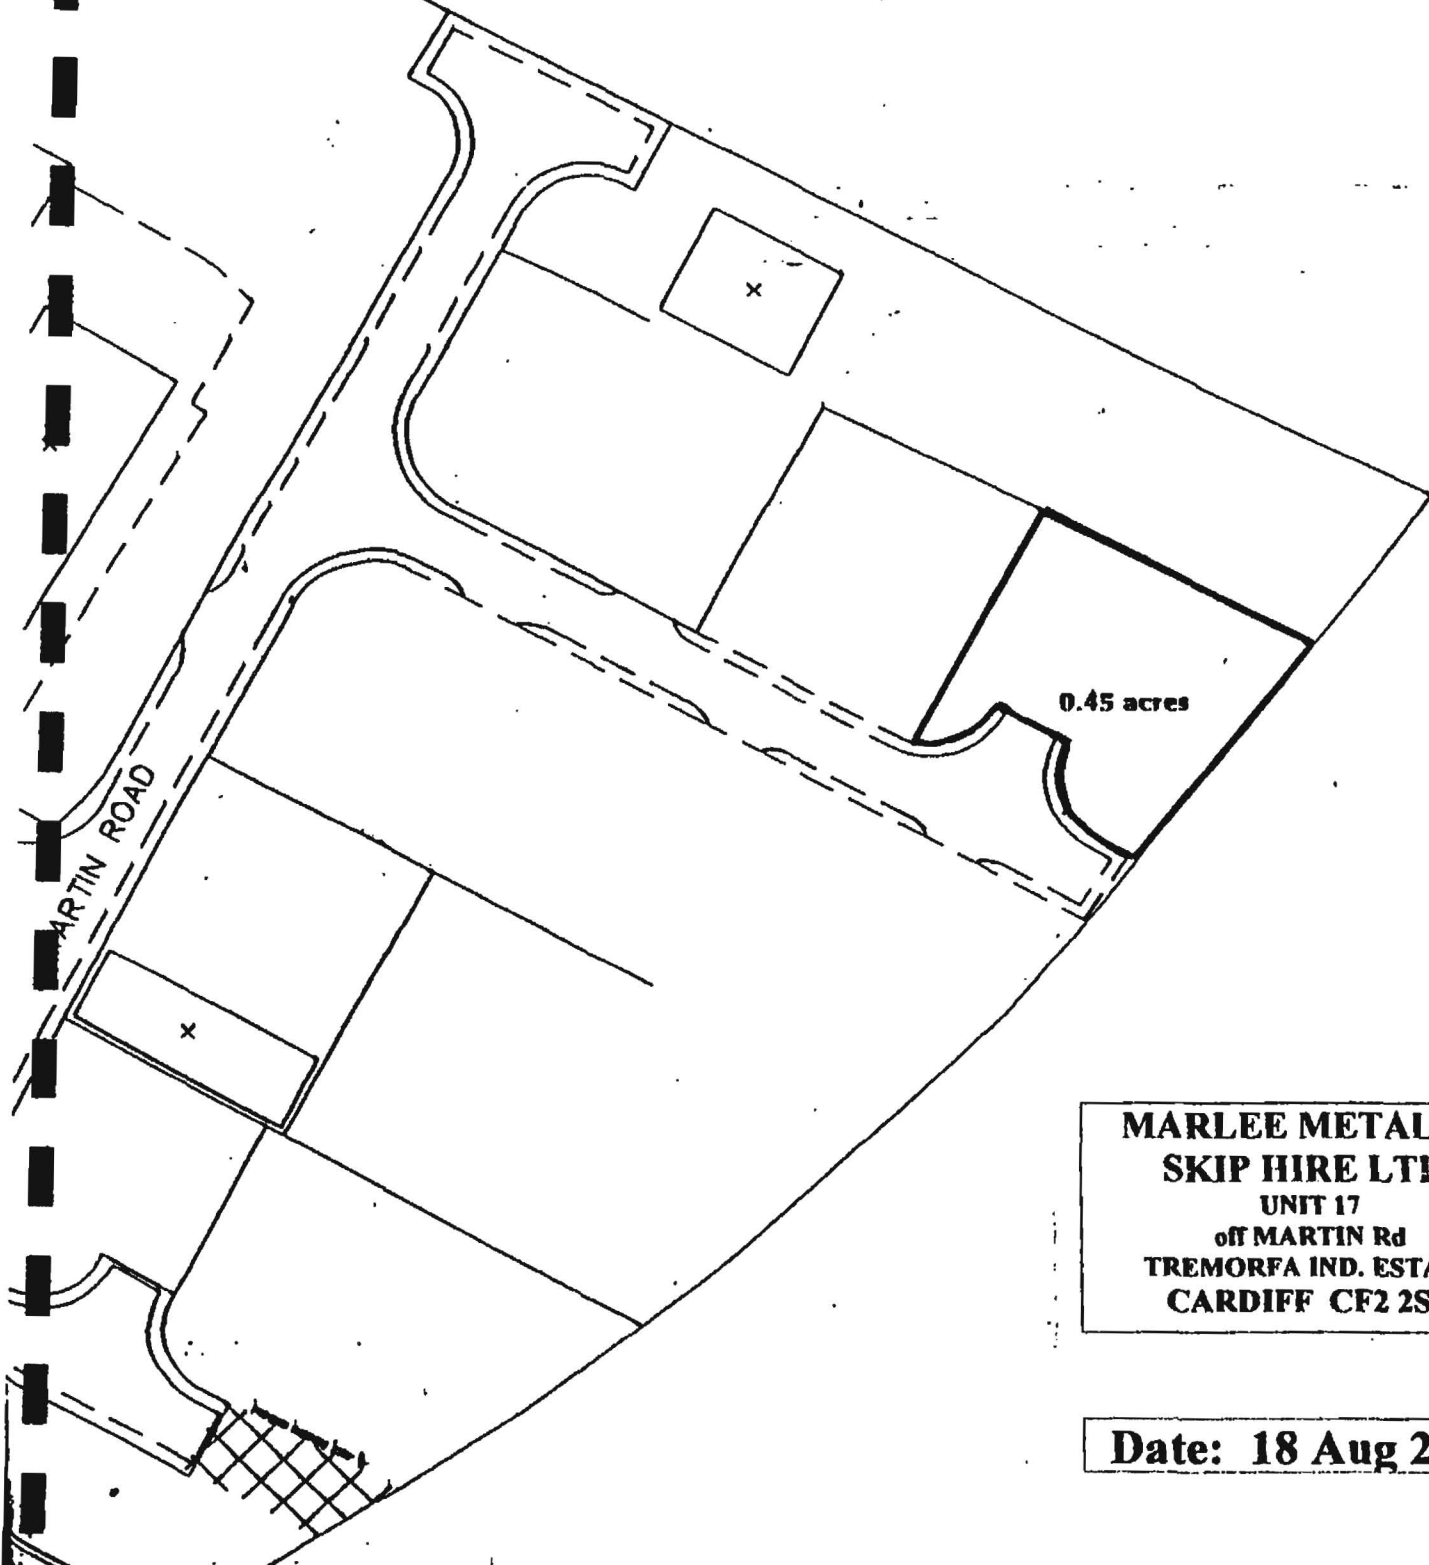 0.45 acres
ARTIN ROAD
MARLEE METAL
SKIP HIRE LT
UNIT 17
off MARTIN Rd
TREMORFA IND. EST
CARDIFF CF2 2S
Date: 18 Aug 2